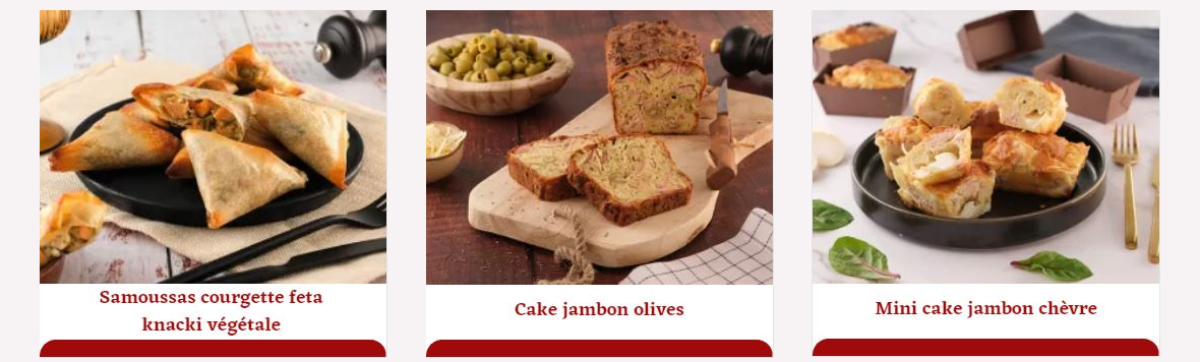 Samoussas courgette feta
knacki végétale
Cake jambon olives
Mini cake jambon chèvre